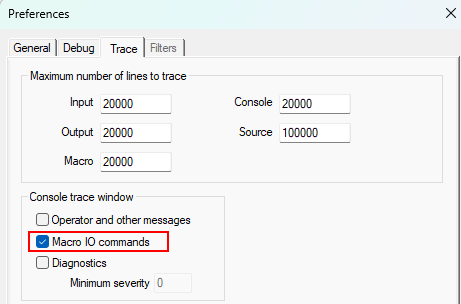 Preferences
General Debug Trace Filters
Maximum number of lines to trace
Input 20000 Console 20000
Output 20000 Source 100000
Macro 20000
Console trace window
Operator and other messages
Macro IO commands
Diagnostics
Minimum severity 0